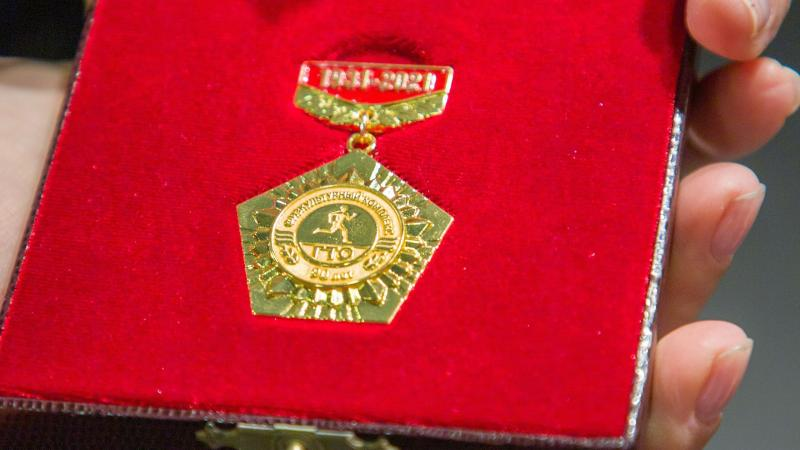 1931-2021
ФИЗКУЛЬТУРНЫЙ КОМПЛЕКС
ГТО
90 лет